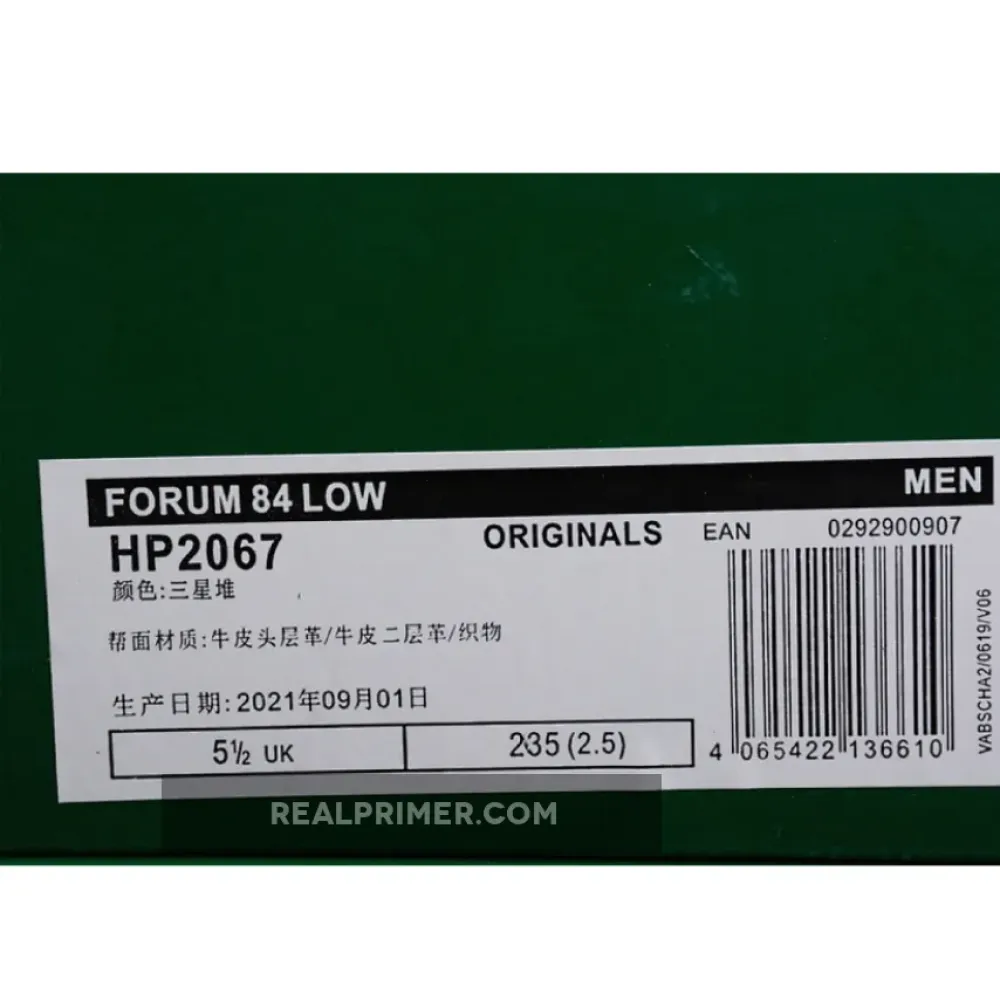 FORUM 84 LOW MEN
HP2067 ORIGINALS EAN 0292900907
颜色:三星堆
帮面材质:牛皮头层革/牛皮二层革/织物
生产日期:2021年09月01日
5½ UK 235 (2.5)
4 065422 136610
VABSCHA2/0619/V06
REALPRIMER.COM